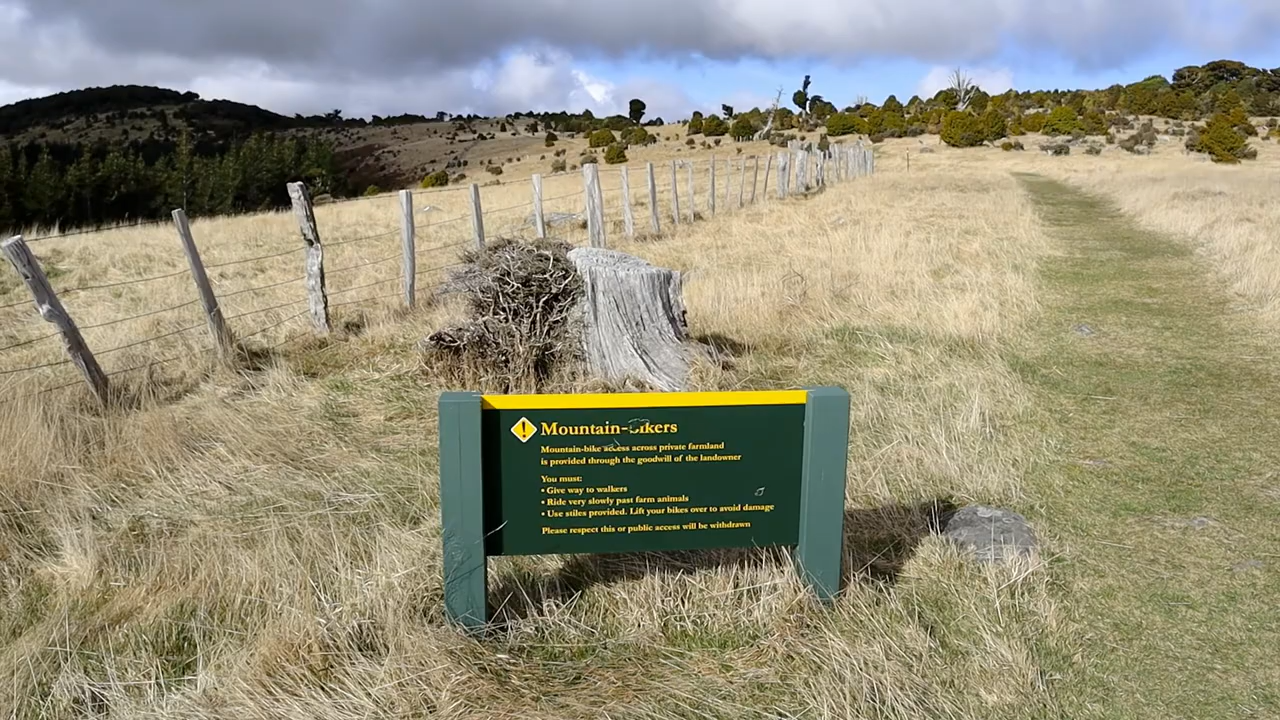 Mountain-bikers
Mountain-bike access across private farmland
is provided through the goodwill of the landowner
You must:
• Give way to walkers
• Ride very slowly past farm animals
• Use stiles provided. Lift your bikes over to avoid damage
Please respect this or public access will be withdrawn